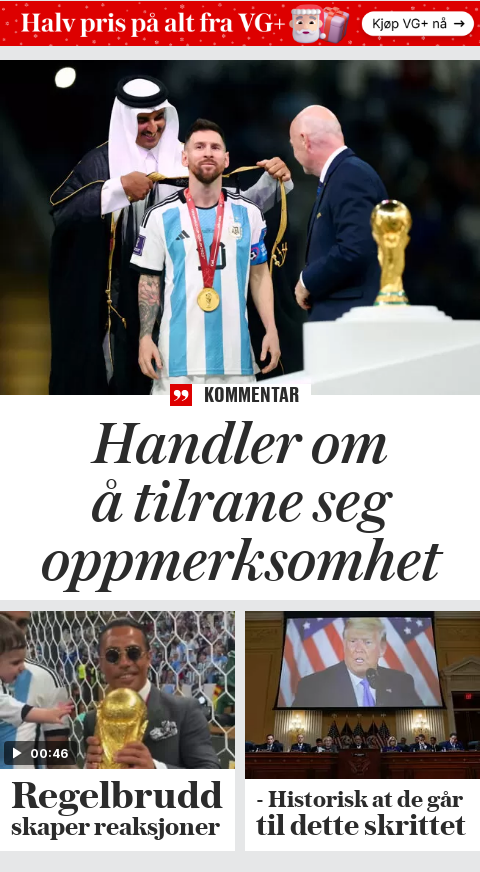 Halv pris på alt fra VG+
Kjøp VG+ nå →
KOMMENTAR
Handler om
å tilrane seg
oppmerksomhet
00:46
Regelbrudd
skaper reaksjoner
- Historisk at de går
til dette skrittet